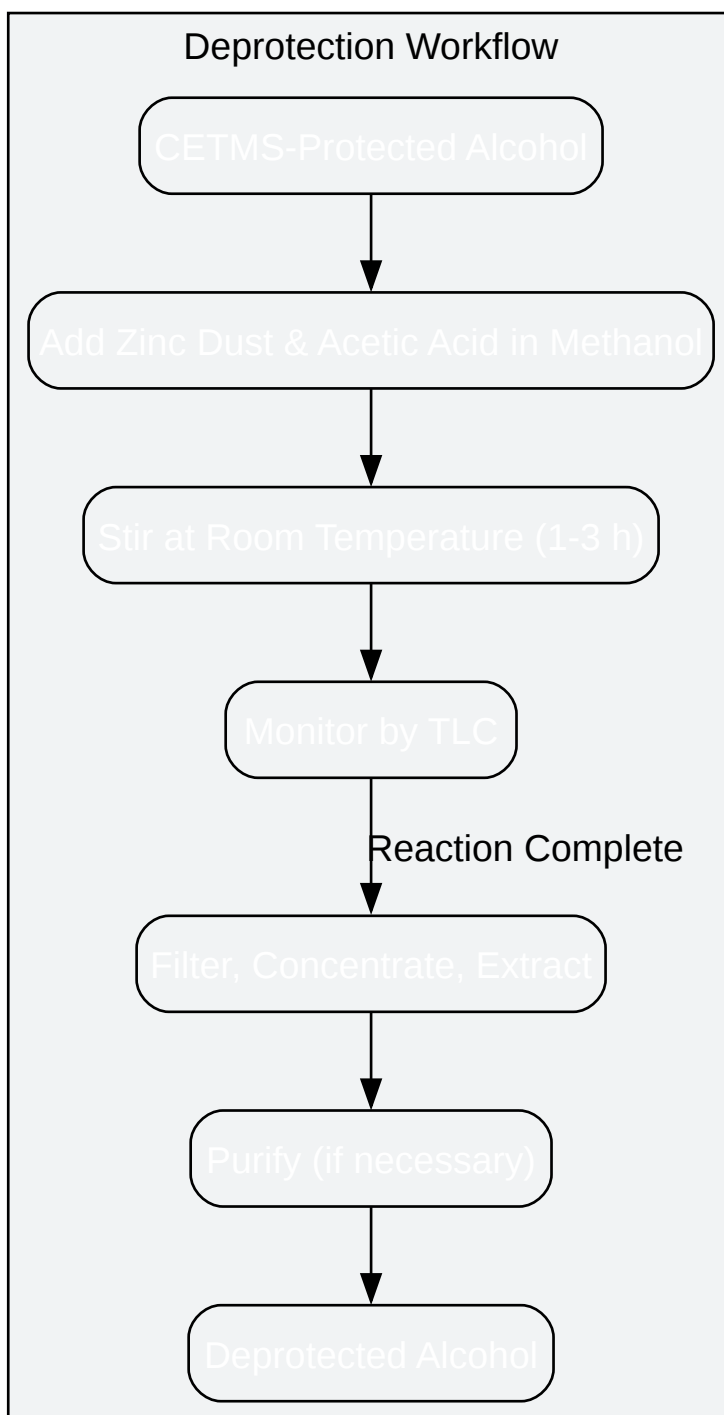 Deprotection Workflow
CETMS-Protected Alcohol
Add Zinc Dust & Acetic Acid in Methanol
Stir at Room Temperature (1-3 h)
Monitor by TLC
Reaction Complete
Filter, Concentrate, Extract
Purify (if necessary)
Deprotected Alcohol